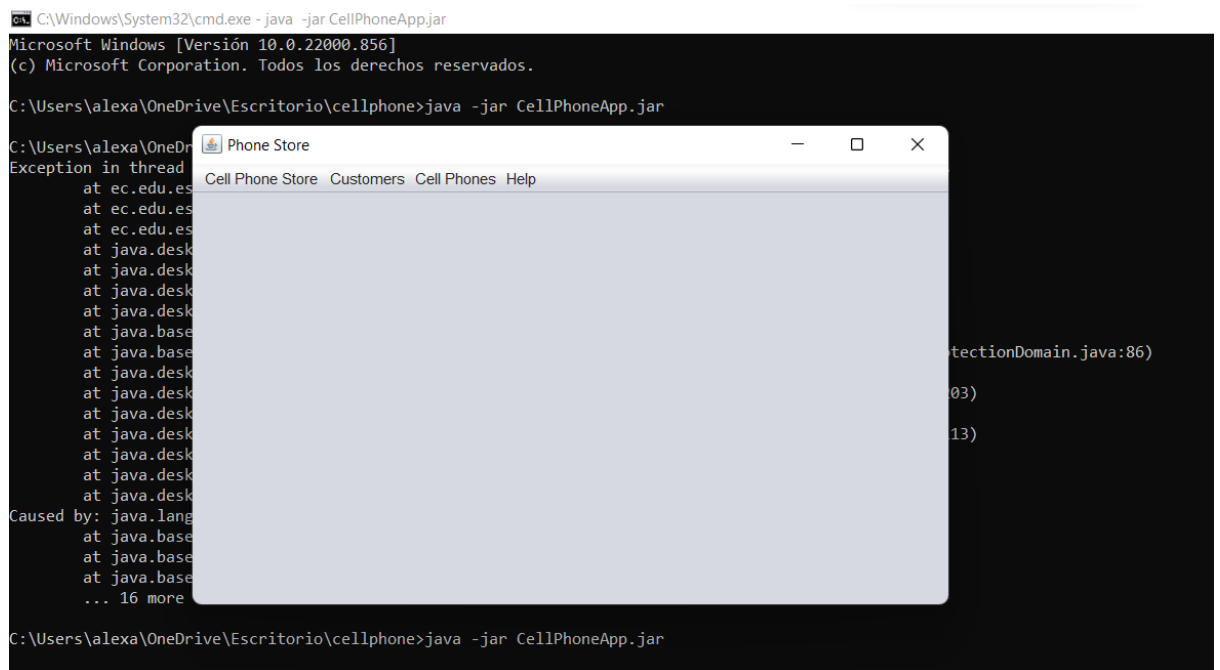 C:\Windows\System32\cmd.exe - java -jar CellPhoneApp.jar
Microsoft Windows [Versión 10.0.22000.856]
(c) Microsoft Corporation. Todos los derechos reservados.
C:\Users\alexa\OneDrive\Escritorio\cellphone>java -jar CellPhoneApp.jar
C:\Users\alexa\OneDr
Exception in thread
at ec.edu.es
at ec.edu.es
at ec.edu.es
at java.desk
at java.desk
at java.desk
at java.desk
at java.base
at java.base tectionDomain.java:86)
at java.desk
at java.desk 03)
at java.desk
at java.desk 13)
at java.desk
at java.desk
at java.desk
Caused by: java.lang
at java.base
at java.base
at java.base
... 16 more
Phone Store
Cell Phone Store Customers Cell Phones Help
C:\Users\alexa\OneDrive\Escritorio\cellphone>java -jar CellPhoneApp.jar